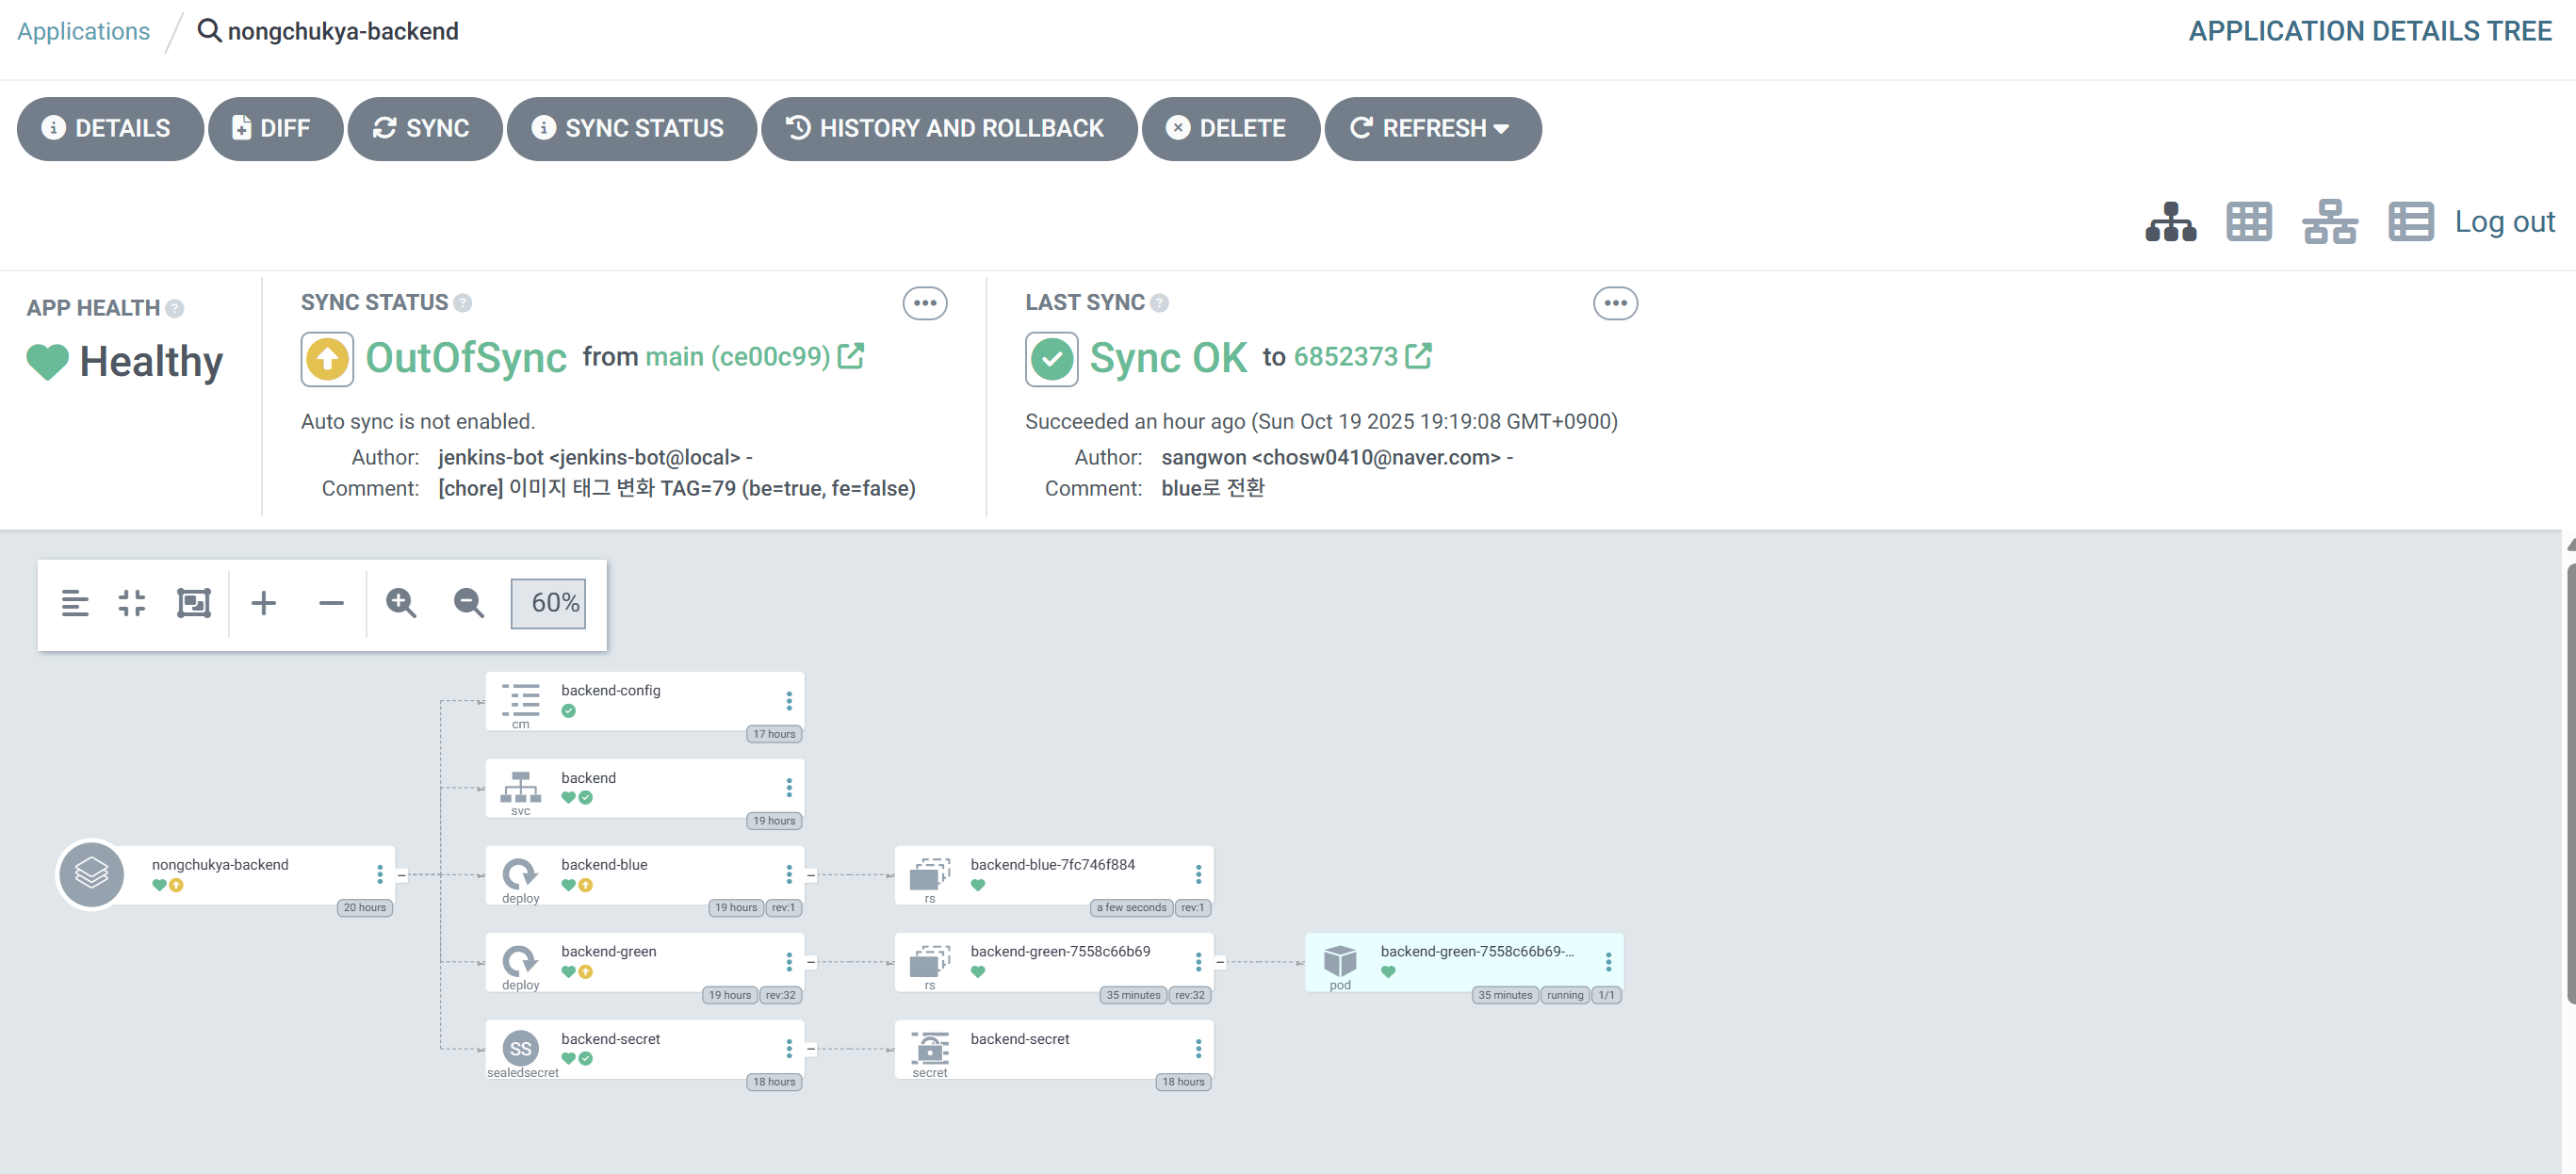 Applications / nongchukya-backend
APPLICATION DETAILS TREE
DETAILS
DIFF
SYNC
SYNC STATUS
HISTORY AND ROLLBACK
DELETE
REFRESH
Log out
APP HEALTH
Healthy
SYNC STATUS
OutOfSync from main (ce00c99)
Auto sync is not enabled.
Author: jenkins-bot <jenkins-bot@local> -
Comment: [chore] 이미지 태그 변화 TAG=79 (be=true, fe=false)
LAST SYNC
Sync OK to 6852373
Succeeded an hour ago (Sun Oct 19 2025 19:19:08 GMT+0900)
Author: sangwon <chosw0410@naver.com> -
Comment: blue로 전환
60%
backend-config
cm
17 hours
backend
svc
19 hours
nongchukya-backend
20 hours
backend-blue
deploy
19 hours rev:1
backend-blue-7fc746f884
rs
a few seconds rev:1
backend-green
deploy
19 hours rev:32
backend-green-7558c66b69
rs
35 minutes rev:32
backend-green-7558c66b69-...
pod
35 minutes running 1/1
SS
backend-secret
sealedsecret
18 hours
backend-secret
secret
18 hours